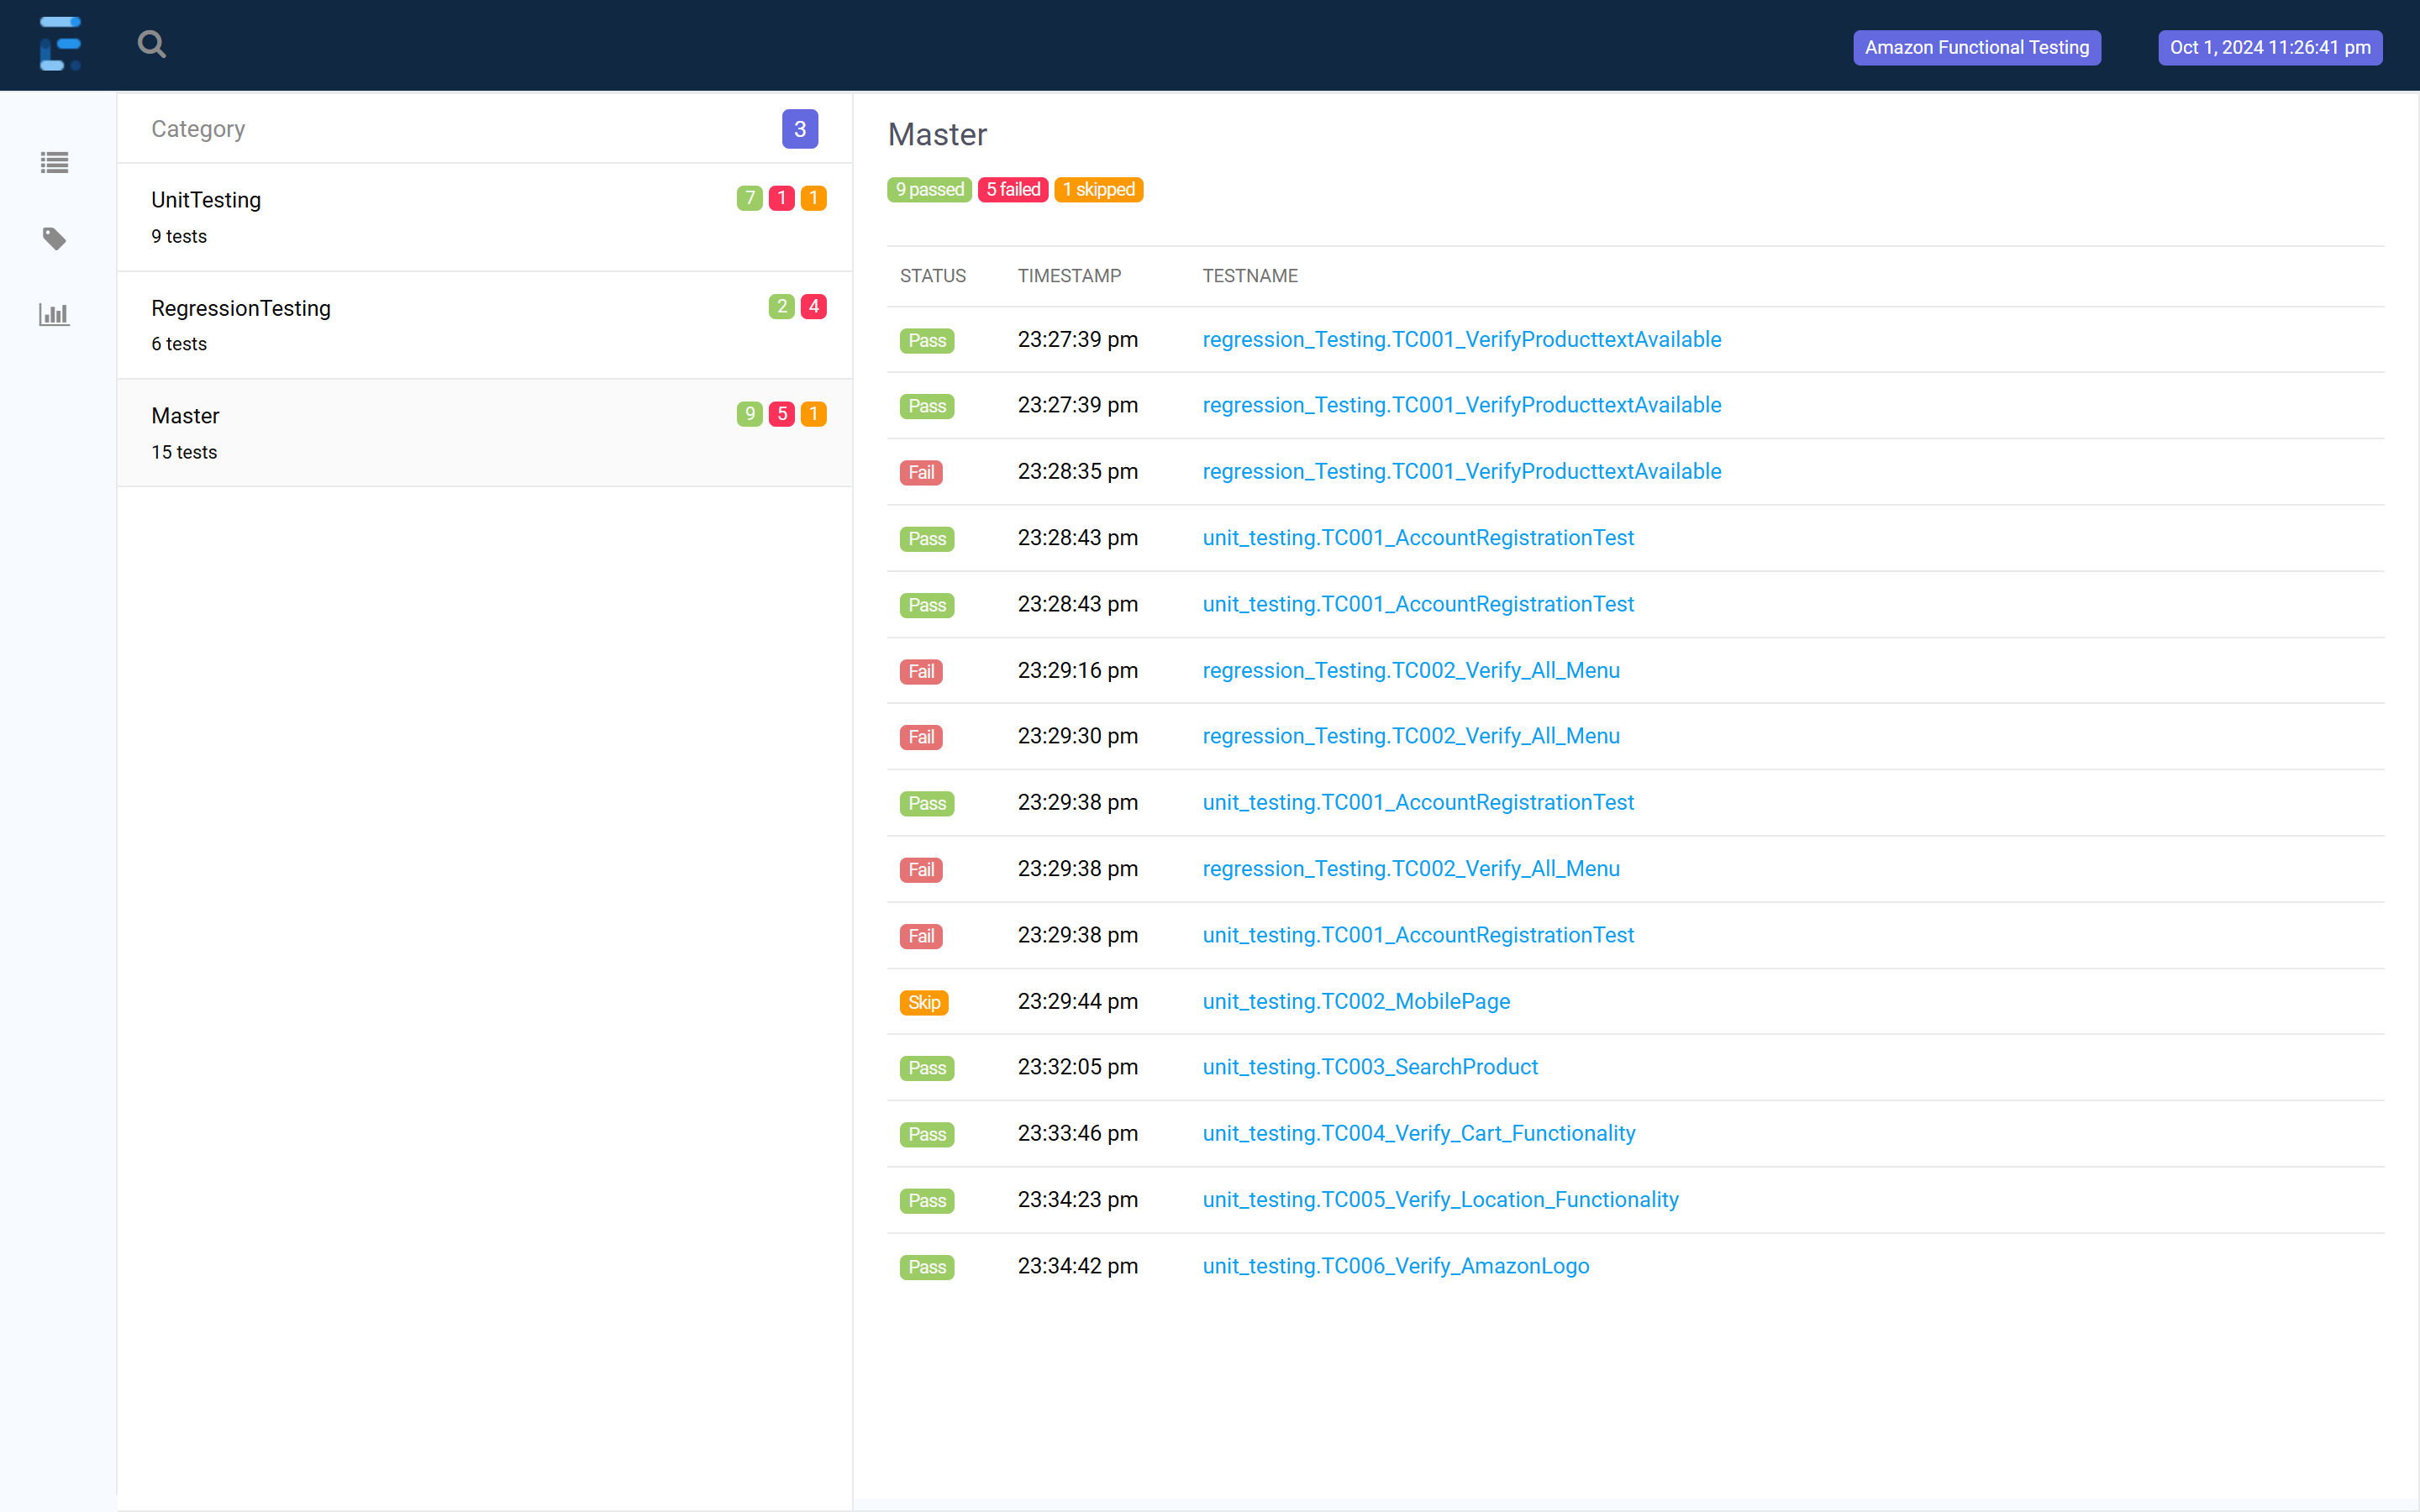 Amazon Functional Testing Oct 1, 2024 11:26:41 pm
Category 3
UnitTesting 7 1 1
9 tests
RegressionTesting 2 4
6 tests
Master 9 5 1
15 tests
Master
9 passed 5 failed 1 skipped
STATUS TIMESTAMP TESTNAME
Pass 23:27:39 pm regression_Testing.TC001_VerifyProducttextAvailable
Pass 23:27:39 pm regression_Testing.TC001_VerifyProducttextAvailable
Fail 23:28:35 pm regression_Testing.TC001_VerifyProducttextAvailable
Pass 23:28:43 pm unit_testing.TC001_AccountRegistrationTest
Pass 23:28:43 pm unit_testing.TC001_AccountRegistrationTest
Fail 23:29:16 pm regression_Testing.TC002_Verify_All_Menu
Fail 23:29:30 pm regression_Testing.TC002_Verify_All_Menu
Pass 23:29:38 pm unit_testing.TC001_AccountRegistrationTest
Fail 23:29:38 pm regression_Testing.TC002_Verify_All_Menu
Fail 23:29:38 pm unit_testing.TC001_AccountRegistrationTest
Skip 23:29:44 pm unit_testing.TC002_MobilePage
Pass 23:32:05 pm unit_testing.TC003_SearchProduct
Pass 23:33:46 pm unit_testing.TC004_Verify_Cart_Functionality
Pass 23:34:23 pm unit_testing.TC005_Verify_Location_Functionality
Pass 23:34:42 pm unit_testing.TC006_Verify_AmazonLogo